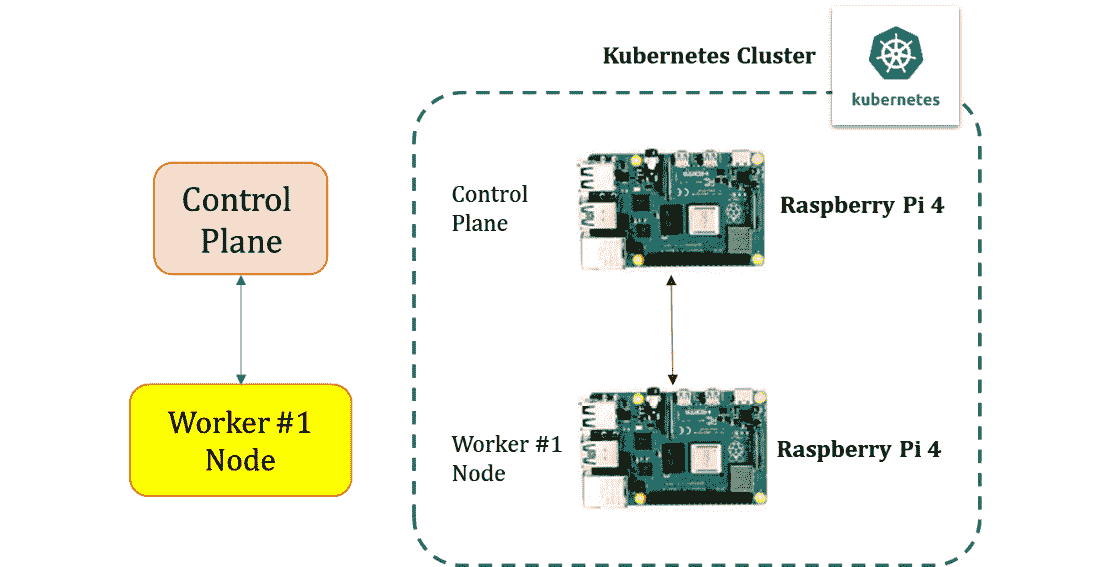 Kubernetes Cluster
kubernetes
Control
Plane
Control
Plane
Raspberry Pi 4
Worker #1
Node
Worker #1
Node
Raspberry Pi 4